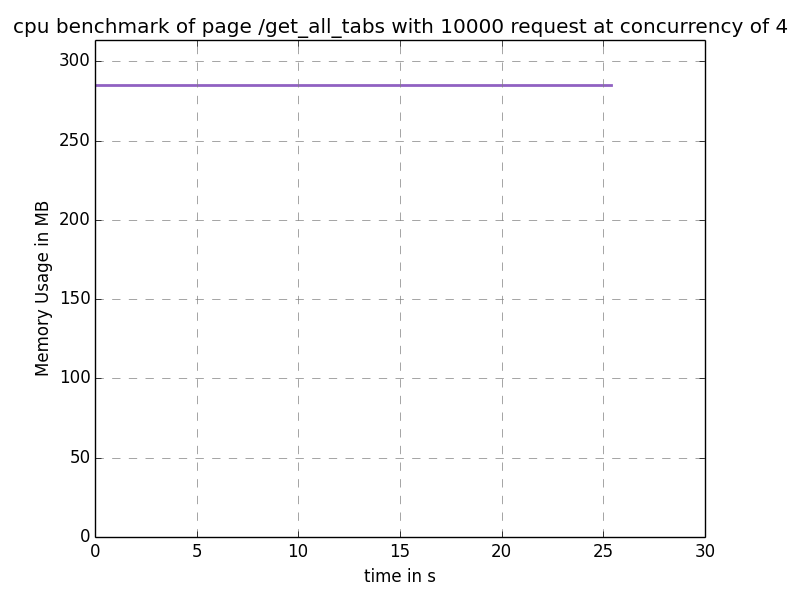 cpu benchmark of page /get_all_tabs with 10000 request at concurrency of 4
300
250
200
150
100
50
0
Memory Usage in MB
0 5 10 15 20 25 30
time in s